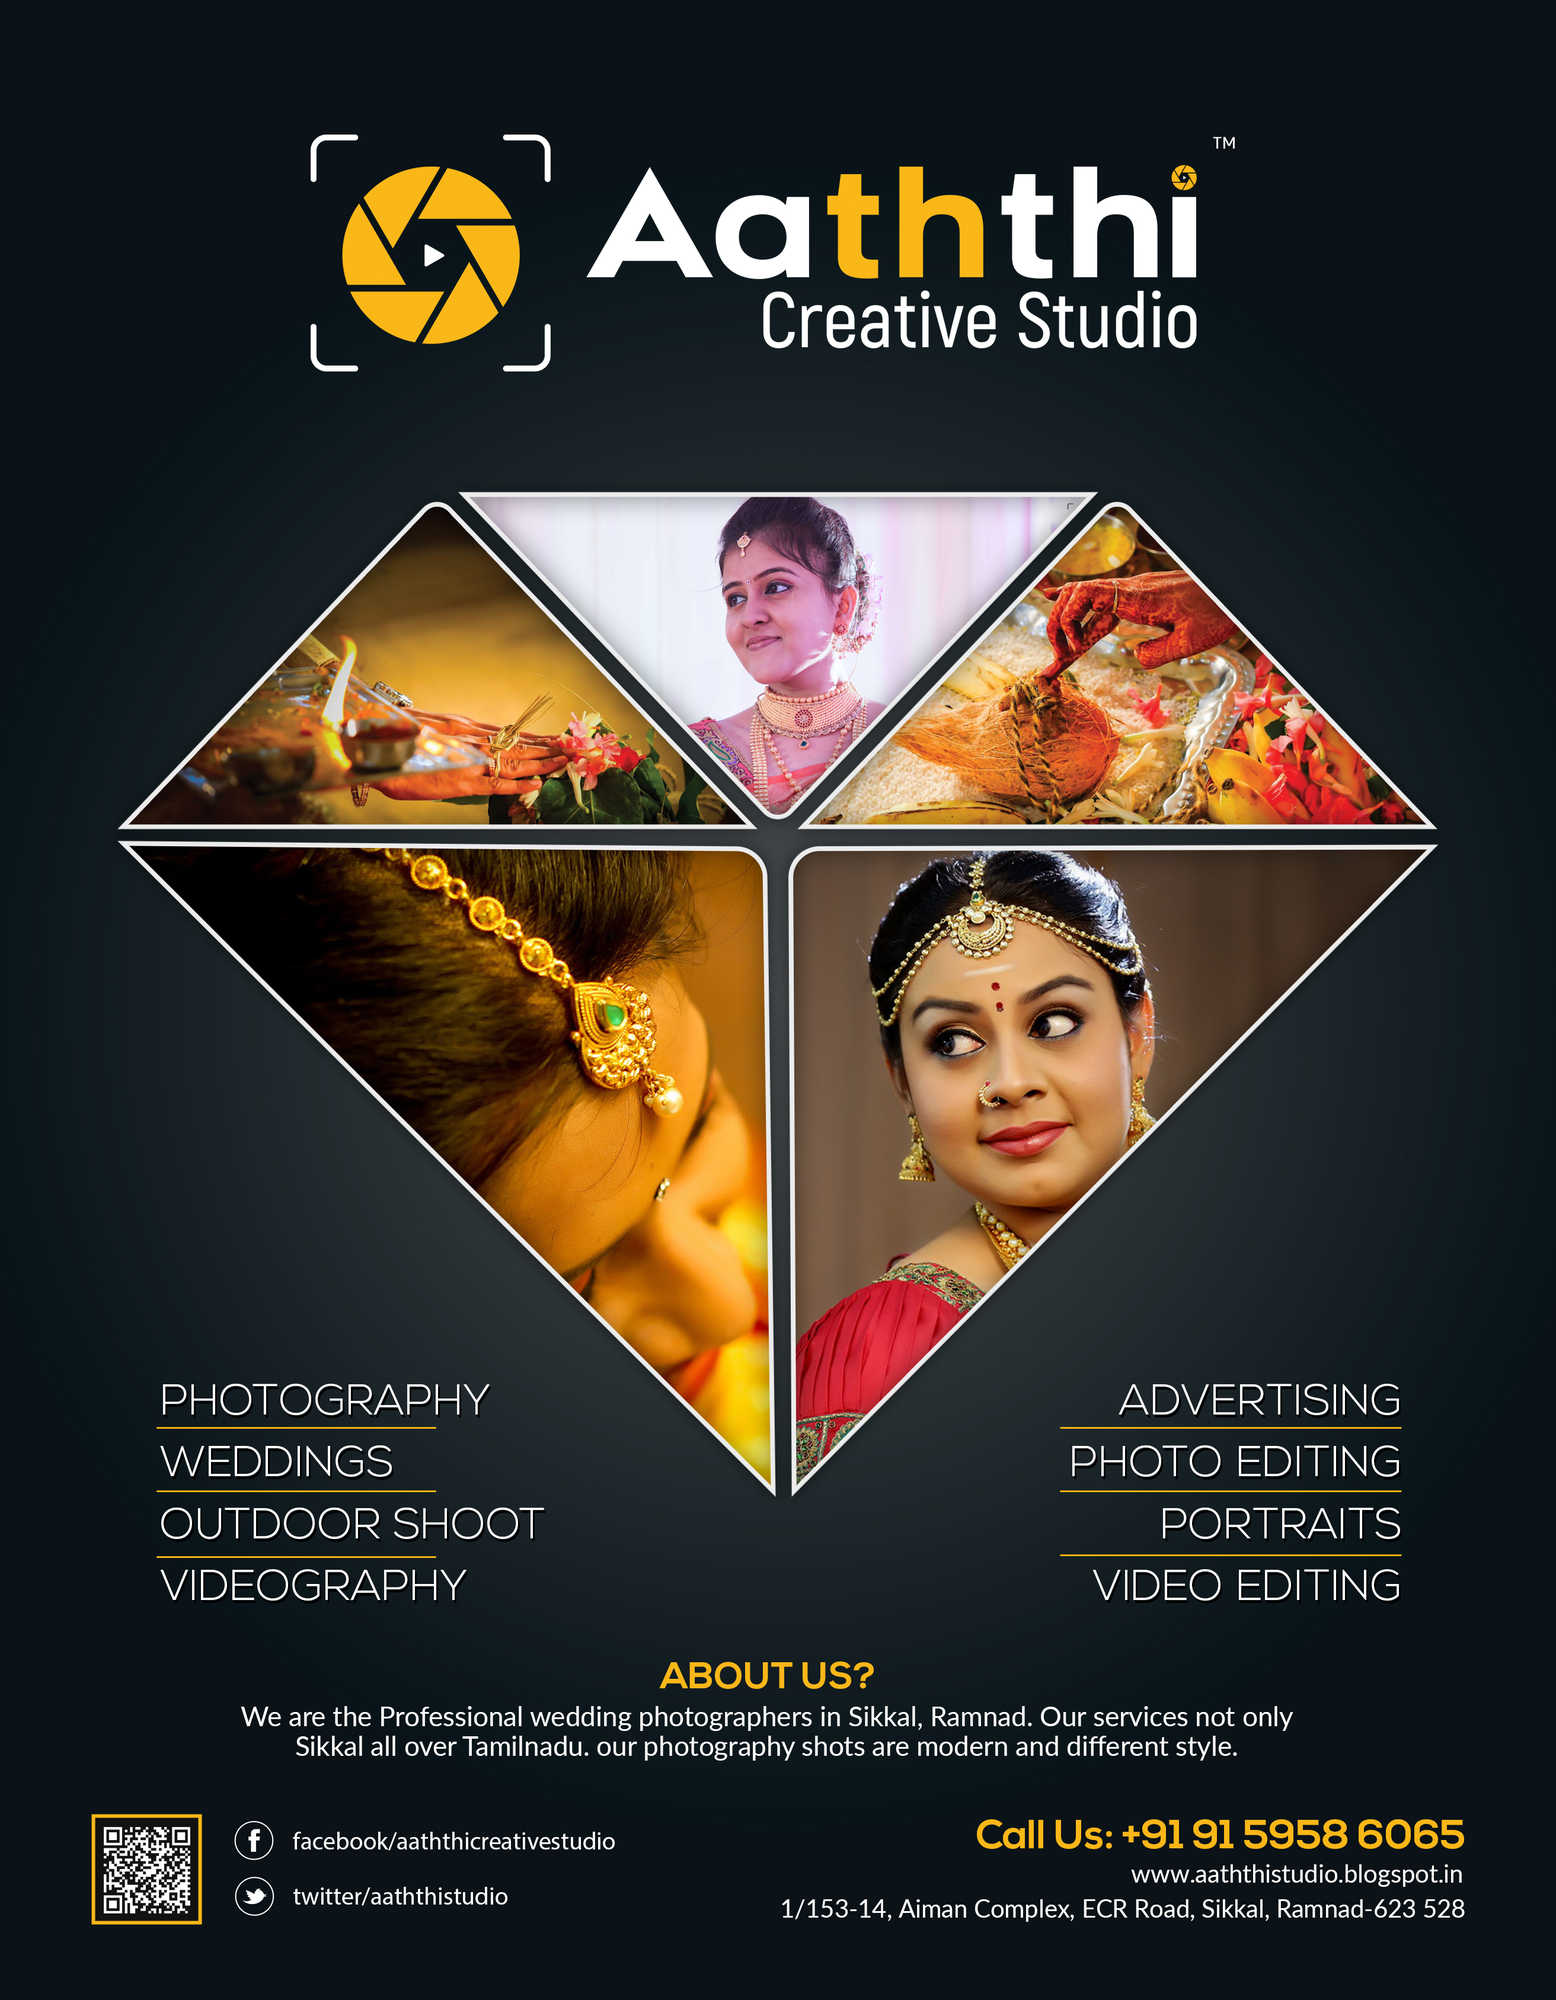 Aaththi
TM
Creative Studio
PHOTOGRAPHY
WEDDINGS
OUTDOOR SHOOT
VIDEOGRAPHY
ADVERTISING
PHOTO EDITING
PORTRAITS
VIDEO EDITING
ABOUT US?
We are the Professional wedding photographers in Sikkal, Ramnad. Our services not only
Sikkal all over Tamilnadu. our photography shots are modern and different style.
facebook/aaththicreativestudio
twitter/aaththistudio
Call Us: +91 91 5958 6065
www.aaththistudio.blogspot.in
1/153-14, Aiman Complex, ECR Road, Sikkal, Ramnad-623 528